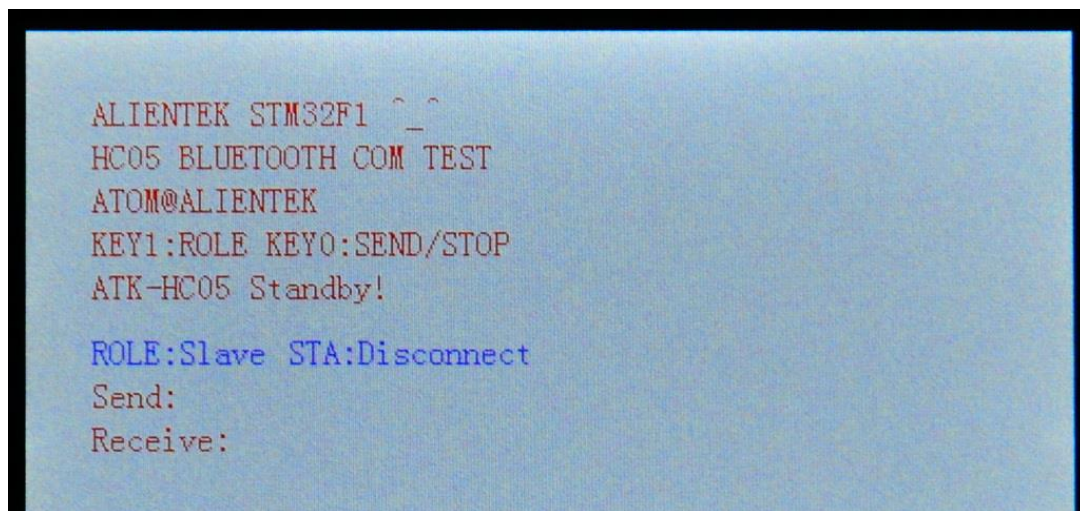 ALIENTEK STM32F1 ^_^
HC05 BLUETOOTH COM TEST
ATOM@ALIENTEK
KEY1:ROLE KEY0:SEND/STOP
ATK-HC05 Standby!
ROLE:Slave STA:Disconnect
Send:
Receive: